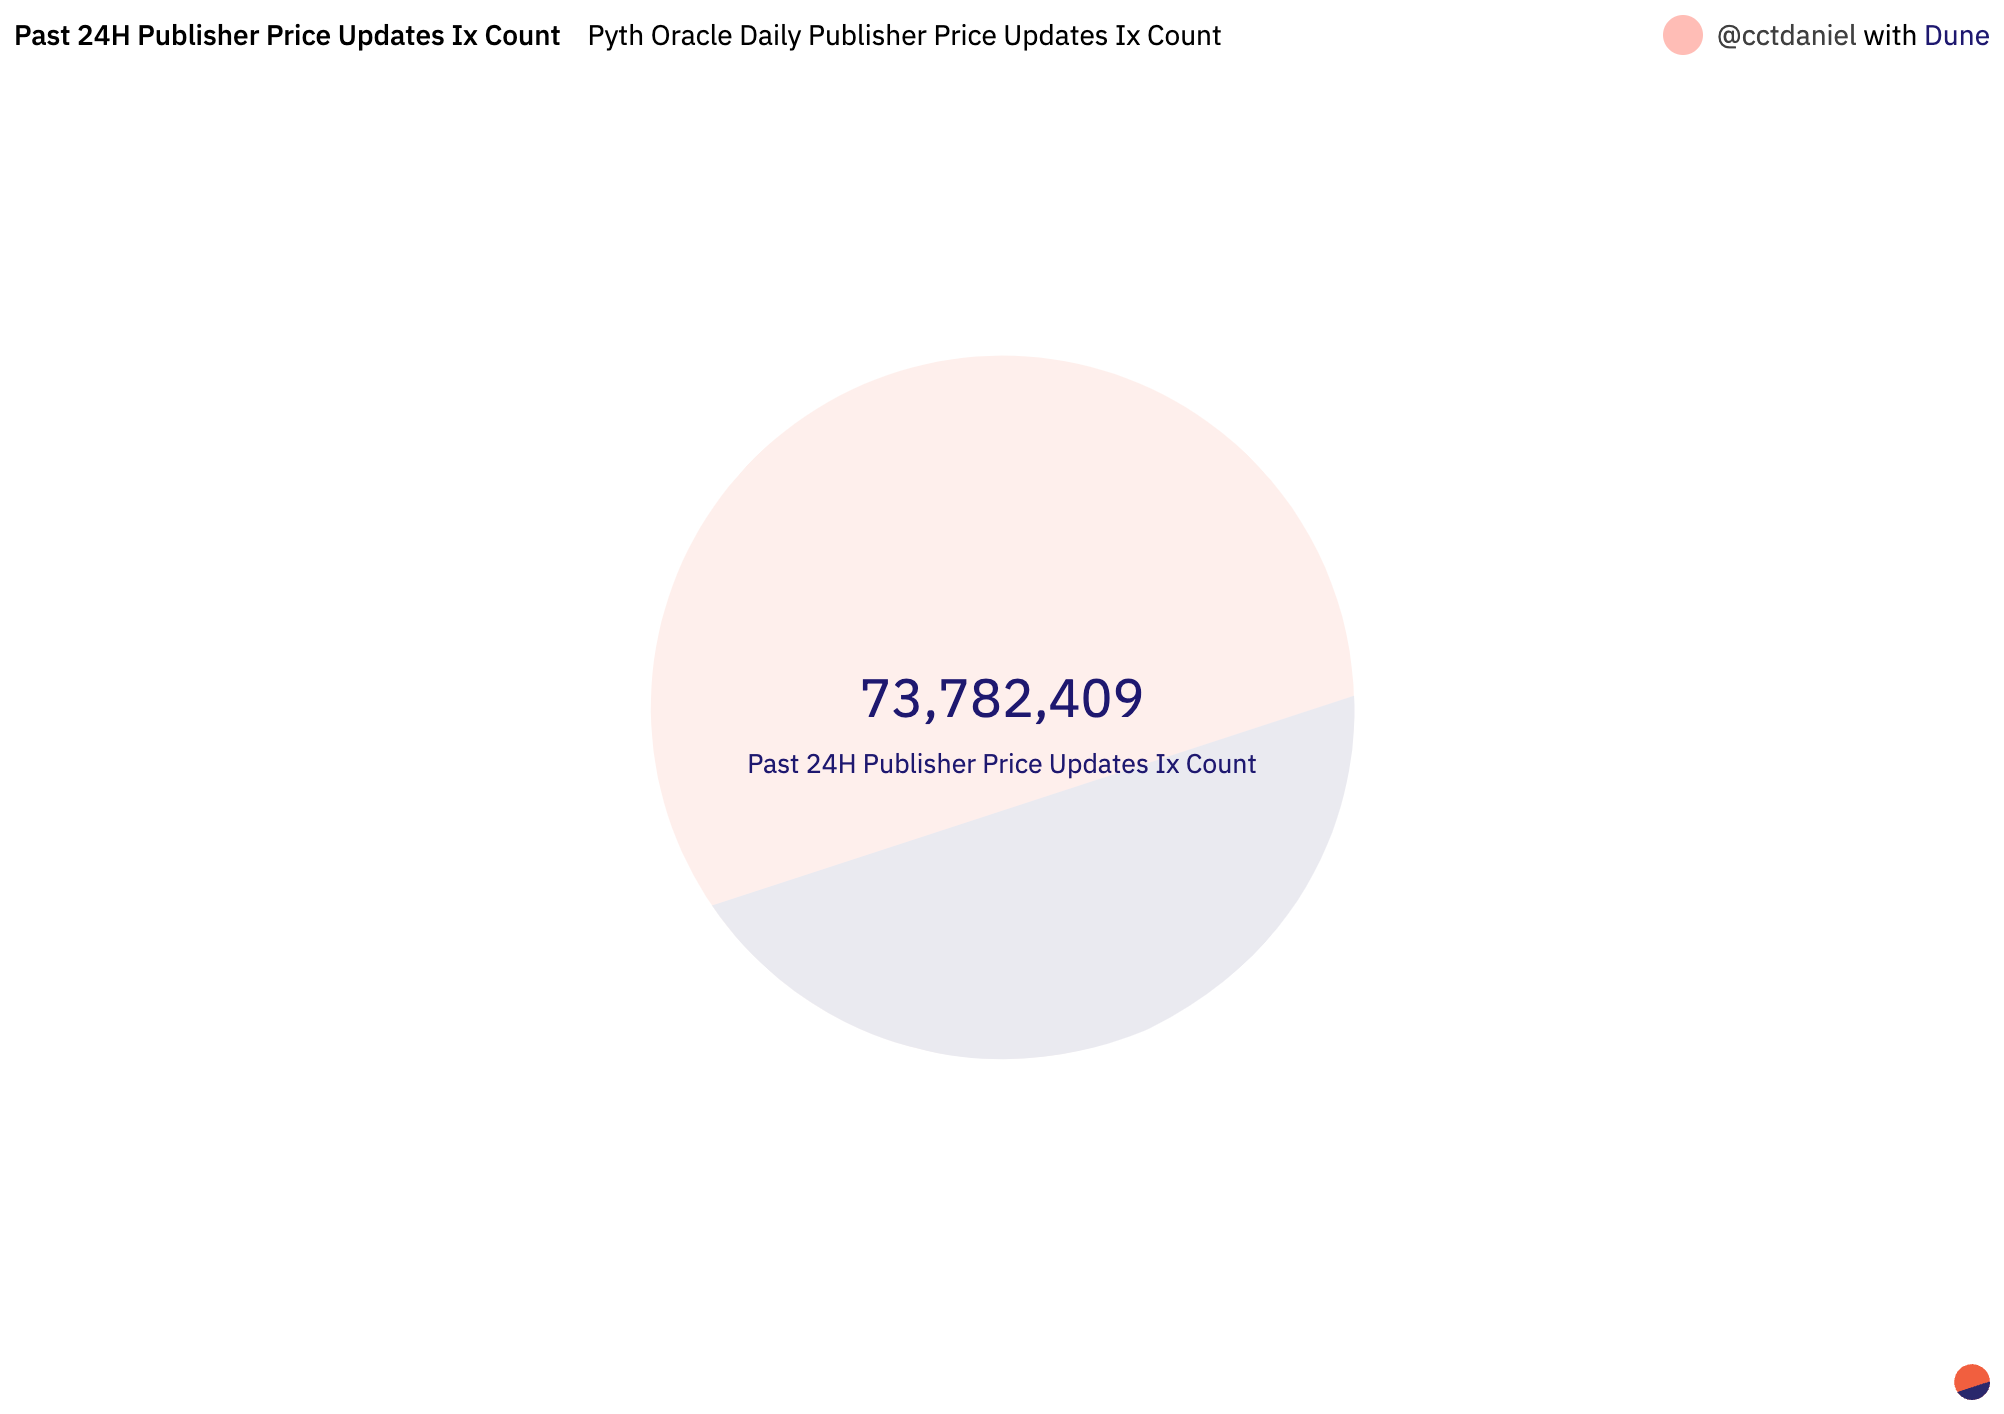 Past 24H Publisher Price Updates Ix Count Pyth Oracle Daily Publisher Price Updates Ix Count
@cctdaniel with Dune
73,782,409
Past 24H Publisher Price Updates Ix Count